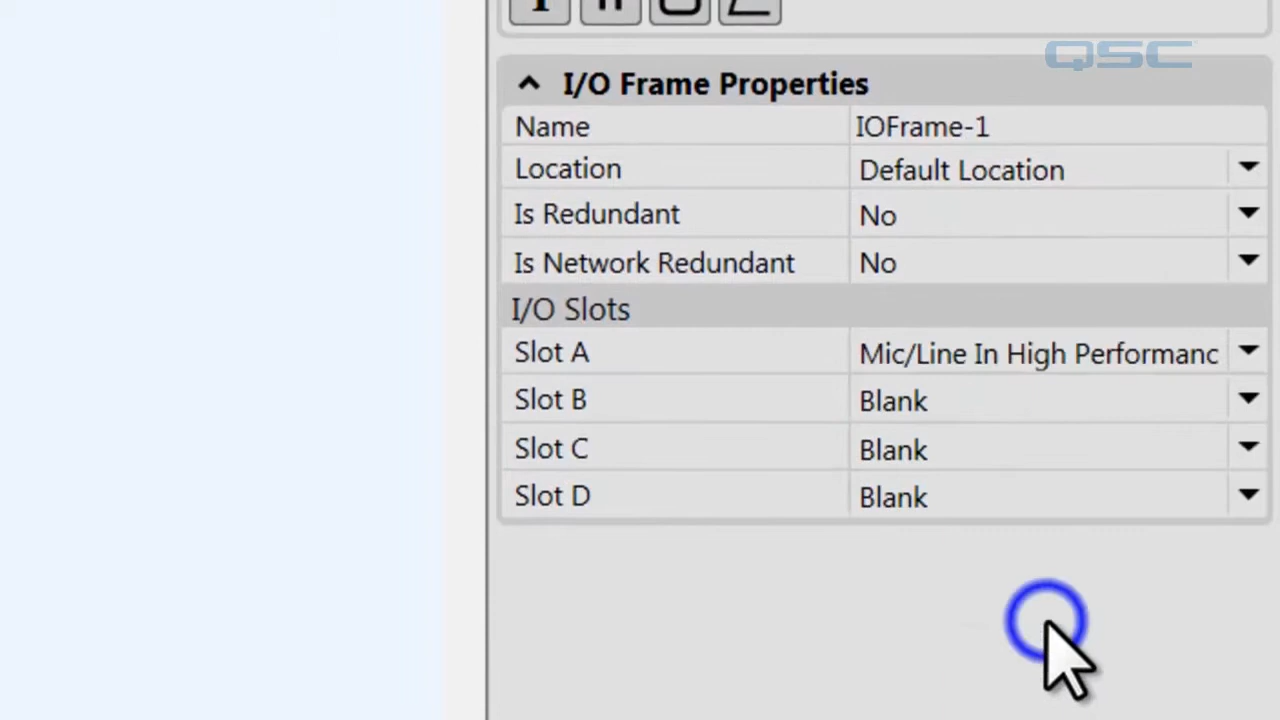 QSC
I/O Frame Properties
Name IOFrame-1
Location Default Location
Is Redundant No
Is Network Redundant No
I/O Slots
Slot A Mic/Line In High Performanc
Slot B Blank
Slot C Blank
Slot D Blank